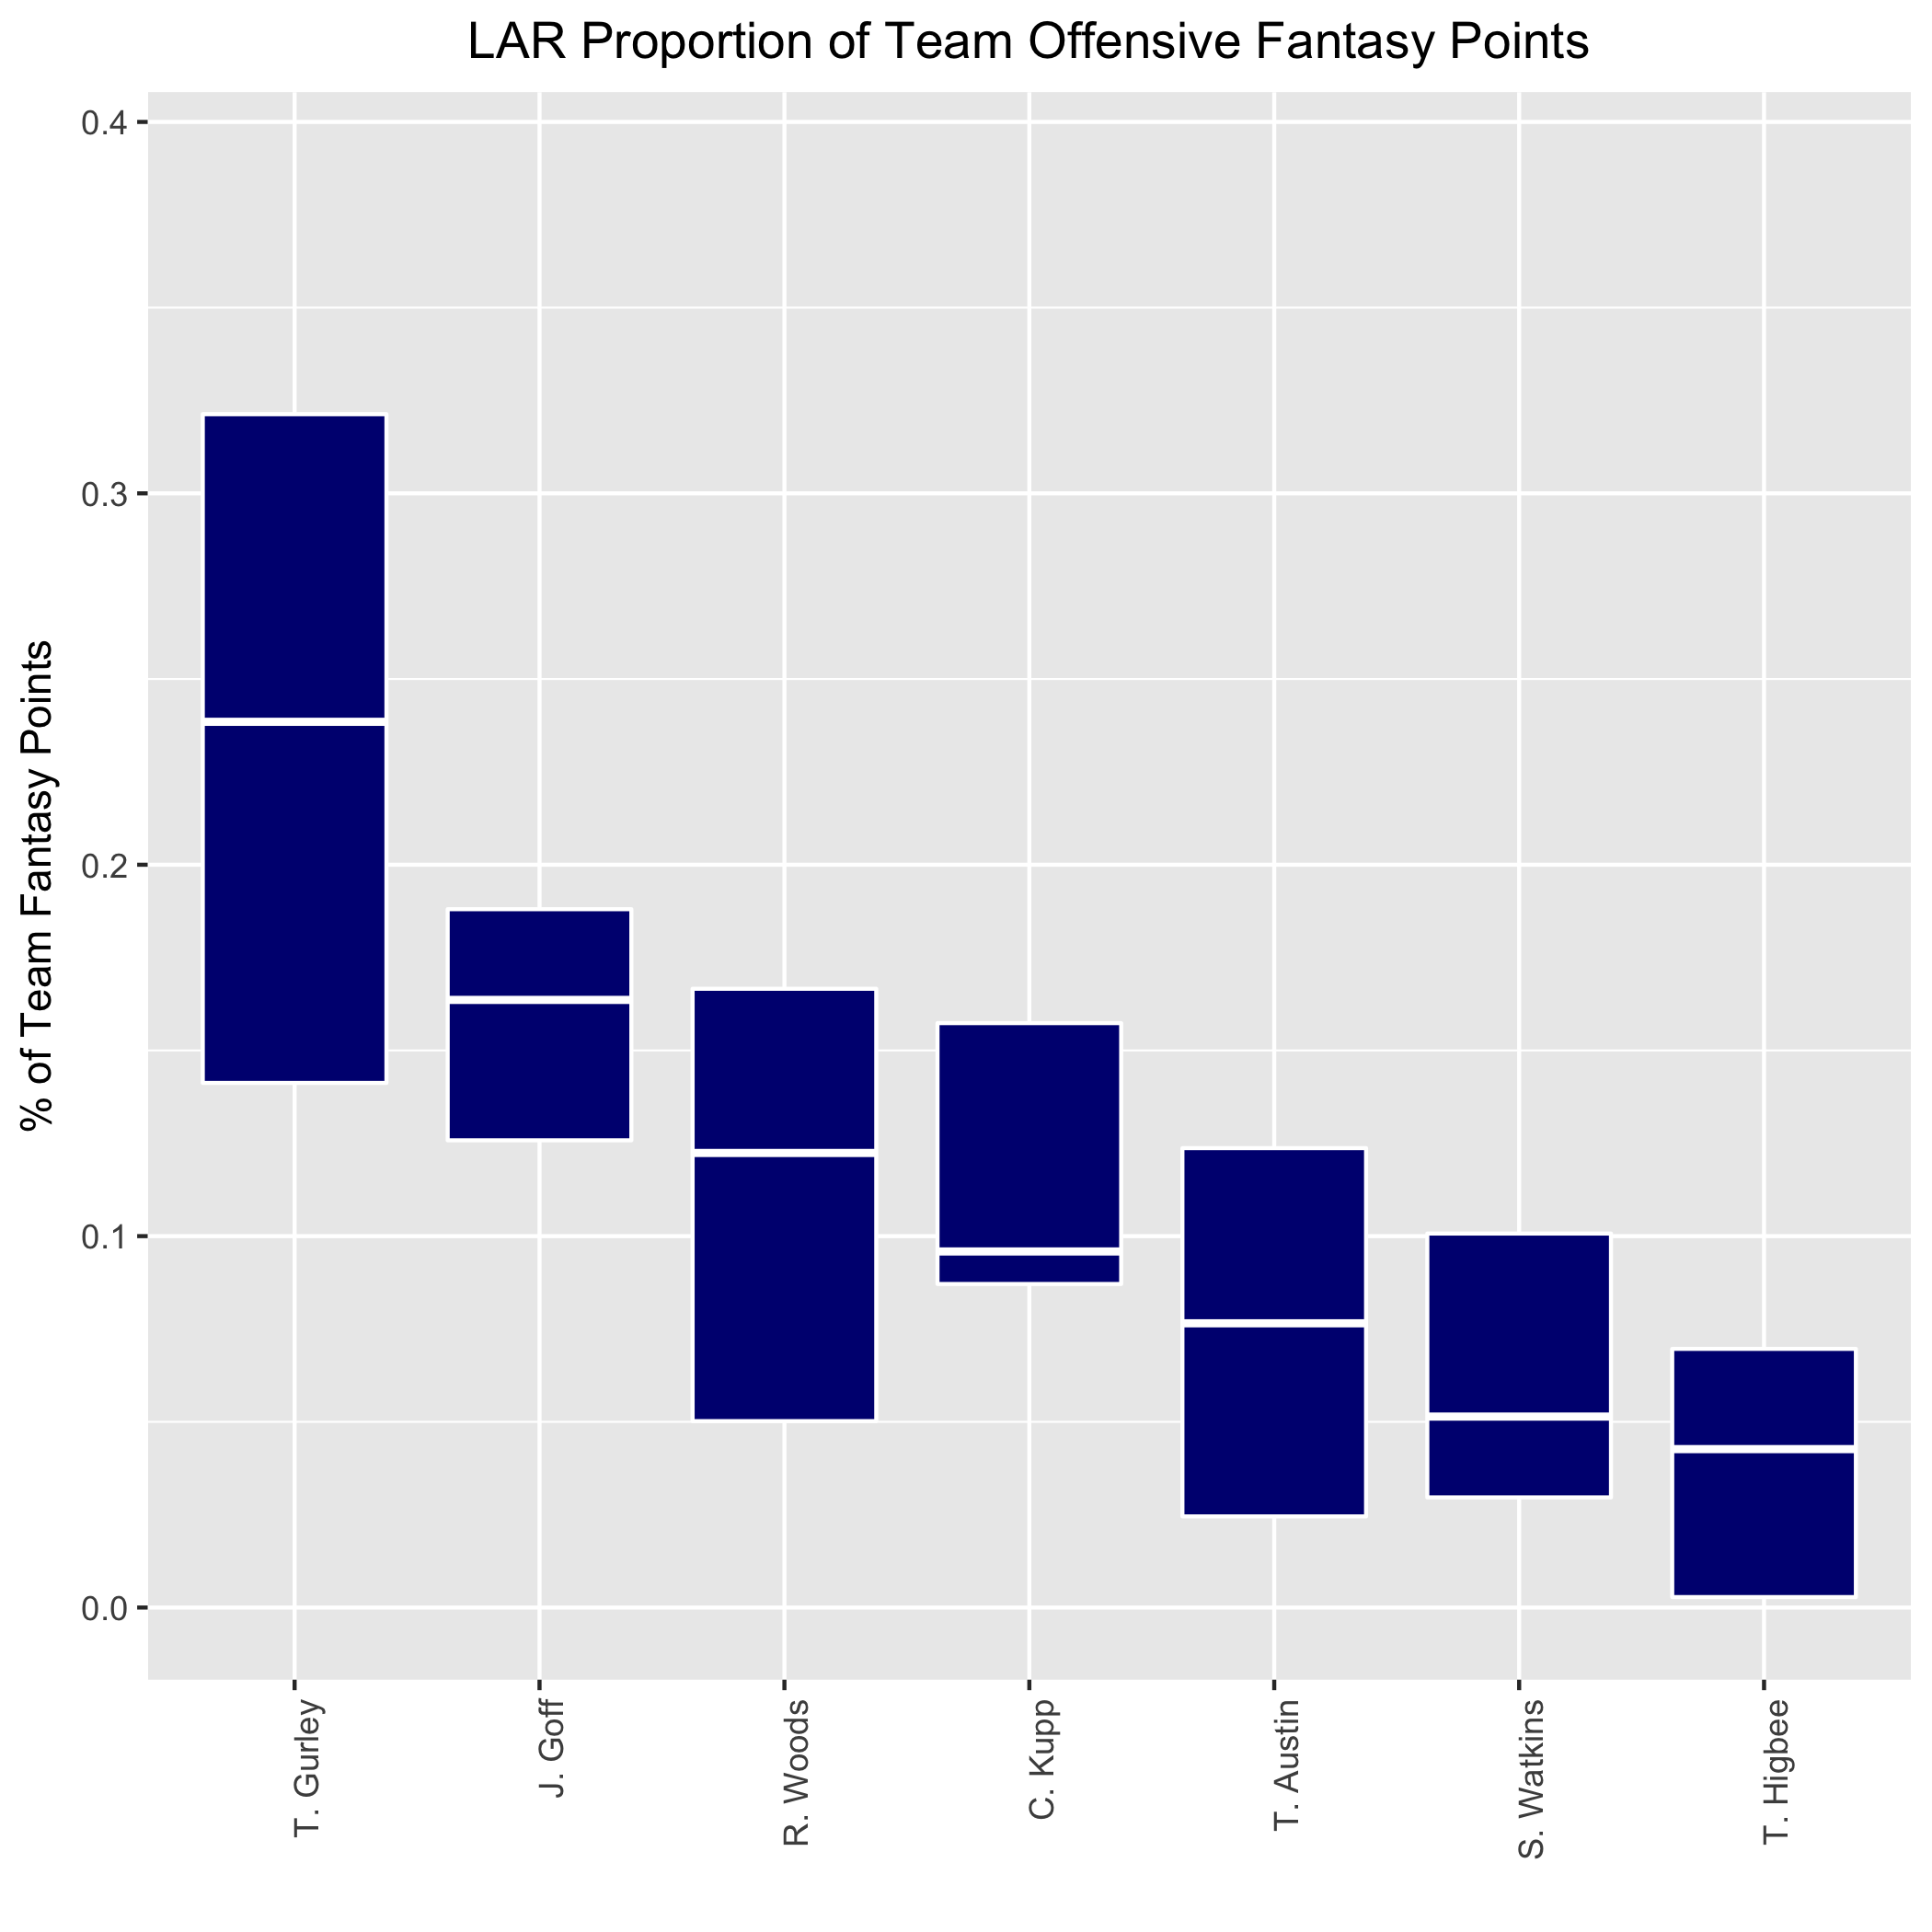 LAR Proportion of Team Offensive Fantasy Points
% of Team Fantasy Points
0.4
0.3
0.2
0.1
0.0
T. Gurley
J. Goff
R. Woods
C. Kupp
T. Austin
S. Watkins
T. Higbee